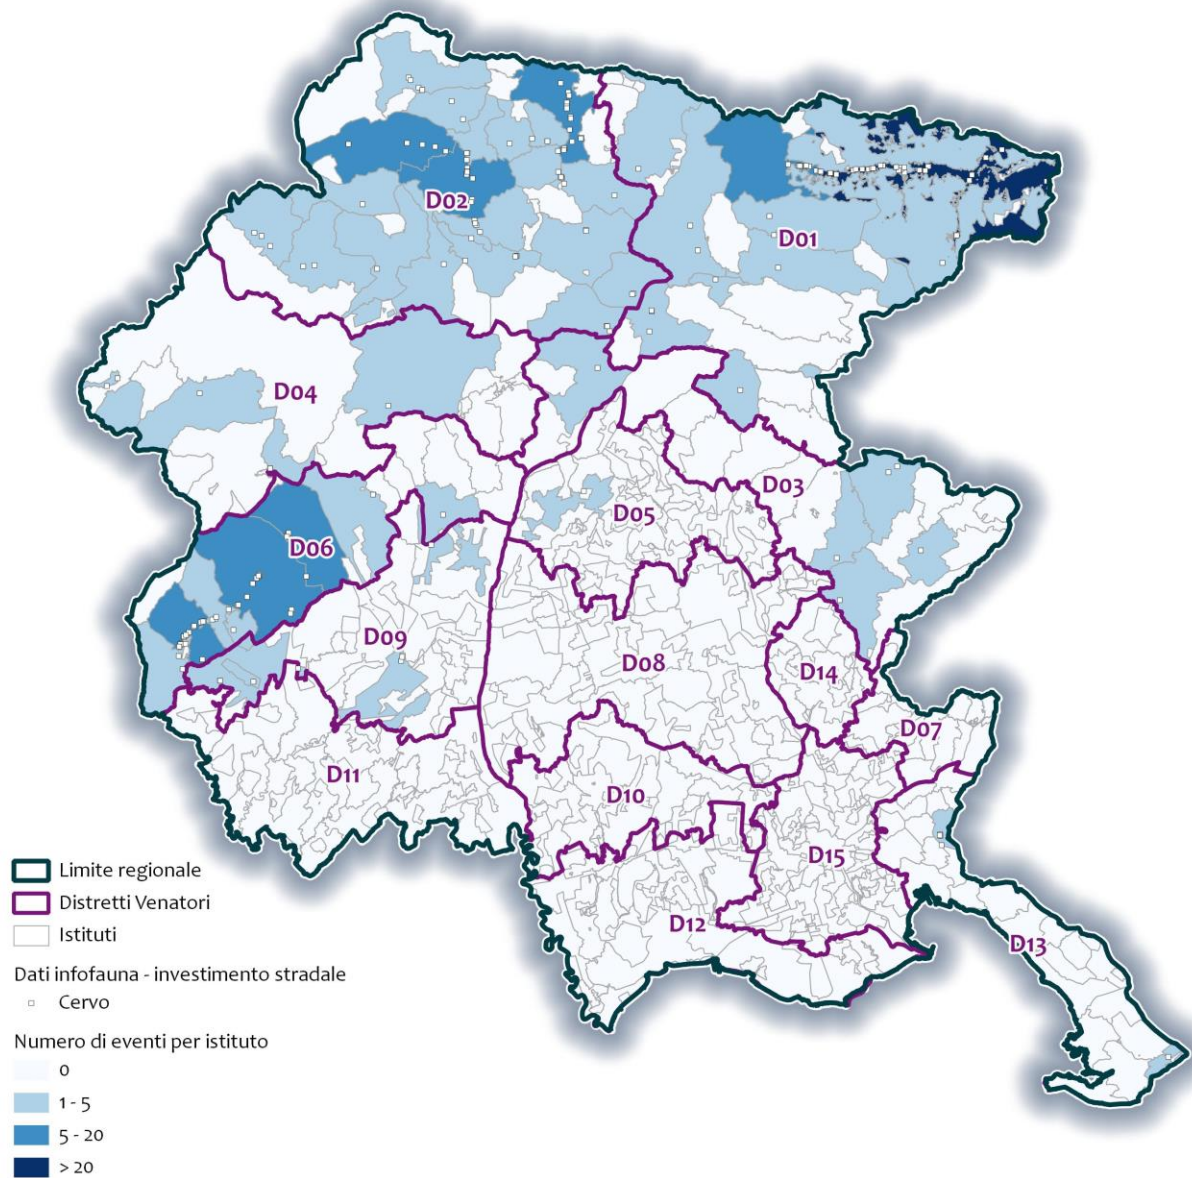 D02
D01
D04
D03
D05
D06
D09
D08
D14
D07
D11
D10
D15
D12
D13
Limite regionale
Distretti Venatori
Istituti
Dati infofauna - investimento stradale
Cervo
Numero di eventi per istituto
0
1 - 5
5 - 20
> 20